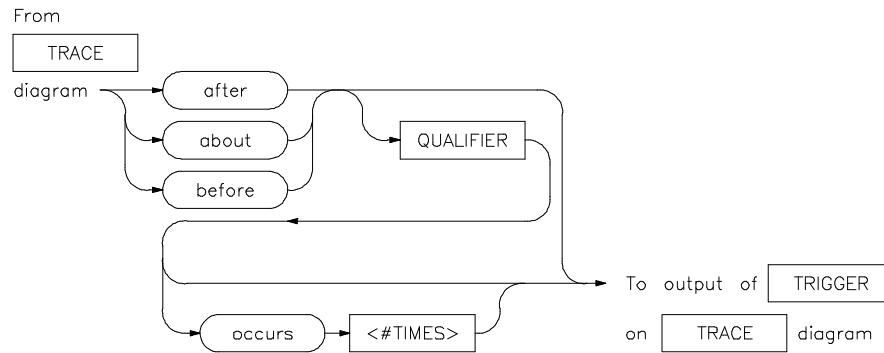 From
TRACE
diagram
after
about
before
QUALIFIER
occurs
<#TIMES>
To output of TRIGGER
on TRACE diagram